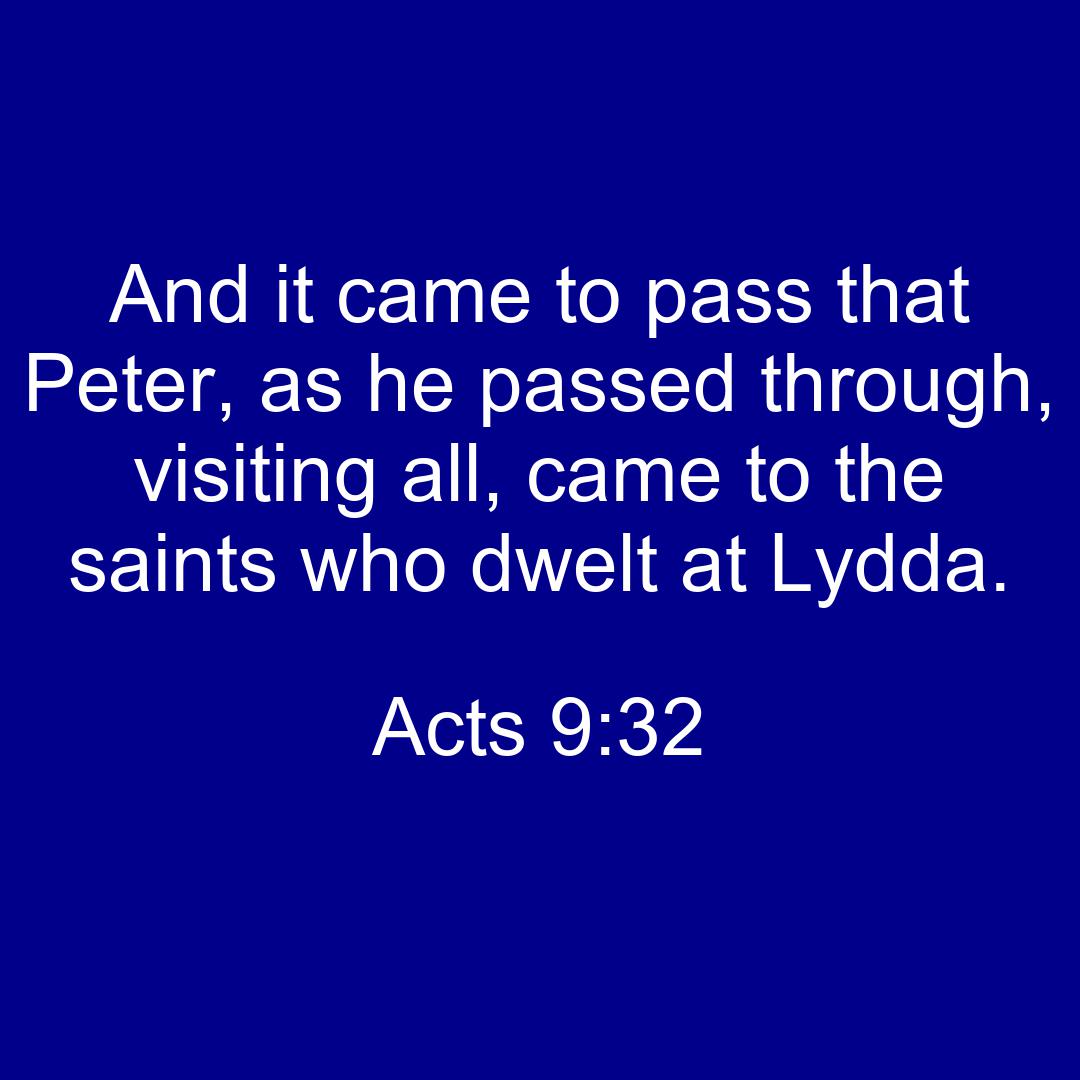 And it came to pass that
Peter, as he passed through,
visiting all, came to the
saints who dwelt at Lydda.
Acts 9:32